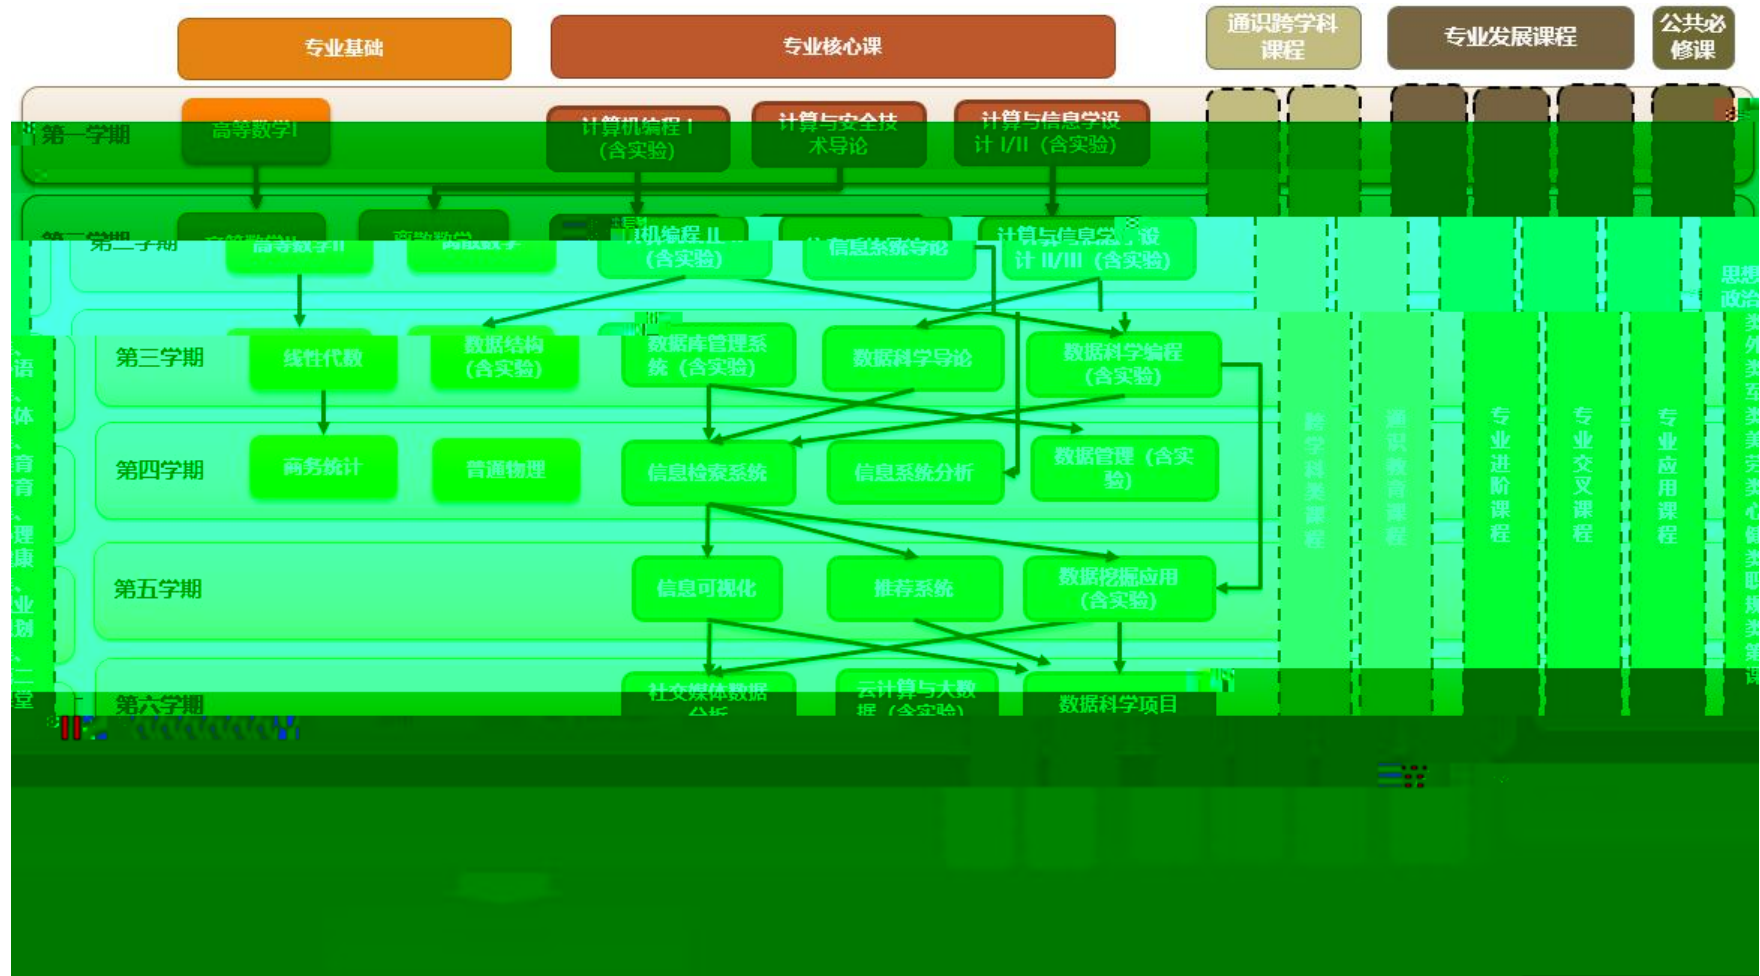 专业基础
专业核心课
通识跨学科
课程
专业发展课程
公共必
修课
第一学期
高等数学I
计算机编程 I
(含实验)
计算与安全技
术导论
计算与信息学设
计 I/II（含实验)
第二学期
高等数学II
离散数学
机编程 II
(含实验)
信息系统导论
计算与信息学设
计 II/III（含实验)
第三学期
线性代数
数据结构
(含实验)
数据库管理系
统（含实验)
数据科学导论
数据科学编程
(含实验)
第四学期
商务统计
普通物理
信息检索系统
信息系统分析
数据管理（含实
验)
第五学期
信息可视化
推荐系统
数据挖掘应用
(含实验)
第六学期
社交媒体数据
分析
云计算与大数
据（含实验)
数据科学项目
跨学科类课程
通识教育课程
专业进阶课程
专业交叉课程
专业应用课程
思想
政治